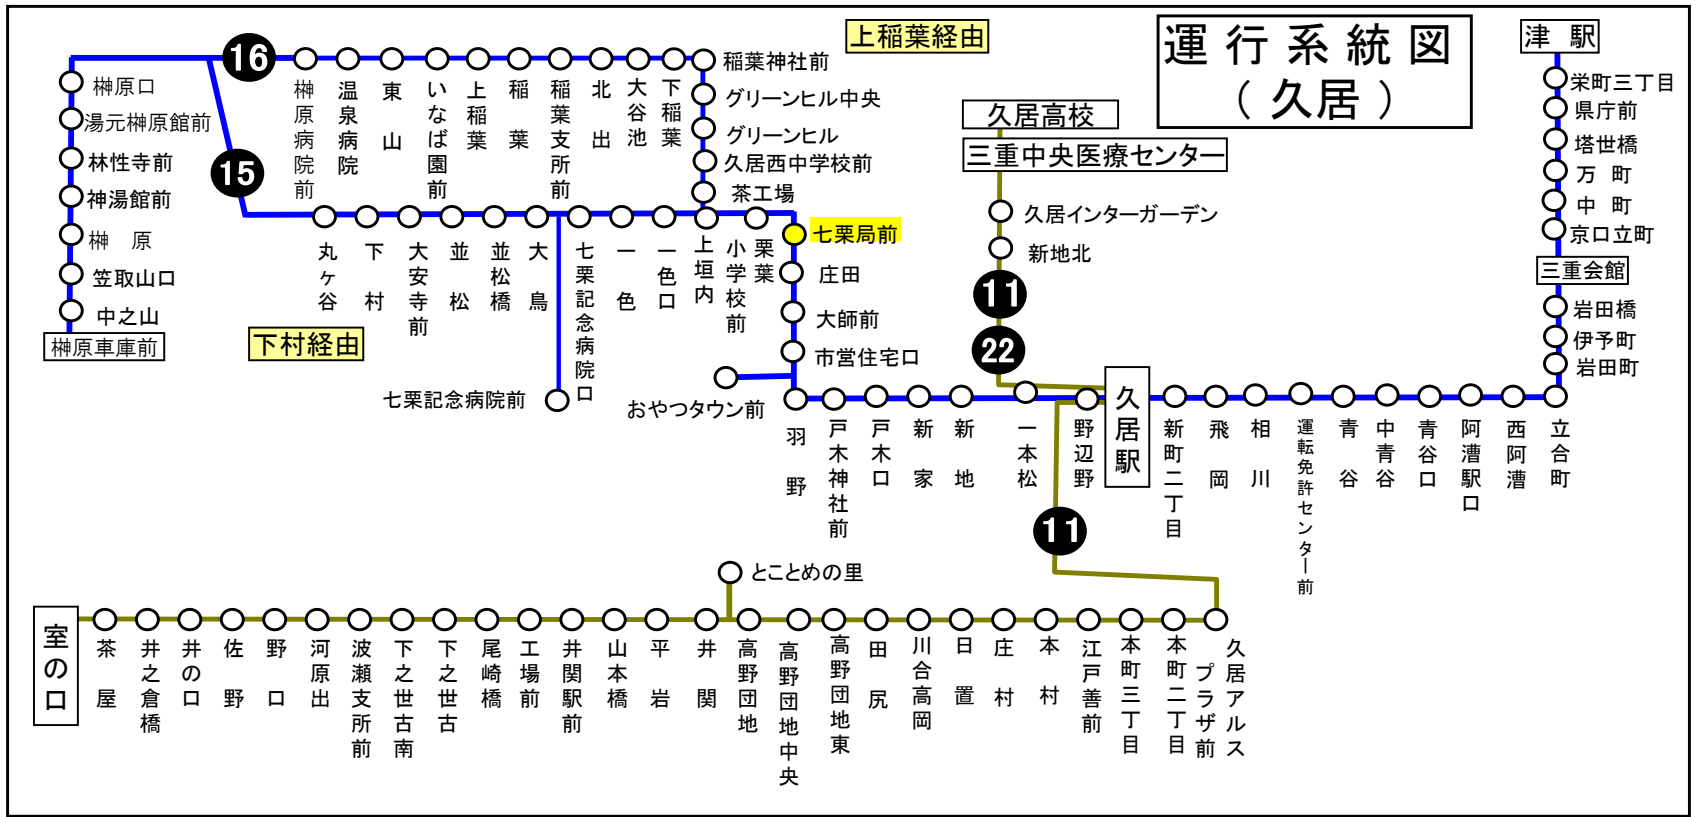 運行系統図
（久居）
上稲葉経由
下村経由
津駅
栄町三丁目
県庁前
塔世橋
万町
中町
京口立町
三重会館
岩田橋
伊予町
岩田町
立合町
西阿漕
阿漕駅口
青谷口
中青谷
青谷
運転免許センター前
相川
飛岡
新町二丁目
久居駅
野辺野
一本松
新地
新家
戸木口
戸木神社前
羽野
おやつタウン前
市営住宅口
大師前
庄田
七栗局前
栗葉
小学校前
上垣内
一色口
一色
七栗記念病院口
七栗記念病院前
大鳥
並松橋
並松
大安寺前
下村
丸ヶ谷
15
茶工場
久居西中学校前
グリーンヒル
グリーンヒル中央
稲葉神社前
下稲葉
大谷池
北出
稲葉支所前
稲葉
上稲葉
いなば園前
東山
温泉病院
榊原病院前
16
榊原口
湯元榊原館前
林性寺前
神湯館前
榊原
笠取山口
中之山
榊原車庫前
久居高校
三重中央医療センター
久居インターガーデン
新地北
11
22
11
久居アルス
プラザ前
本町二丁目
本町三丁目
江戸善前
本村
庄村
日置
川合高岡
田尻
高野団地東
高野団地中央
高野団地
とことめの里
井関
平岩
山本橋
井関駅前
工場前
尾崎橋
下之世古
下之世古南
波瀬支所前
河原出
野口
佐野
井の口
井之倉橋
茶屋
室の口